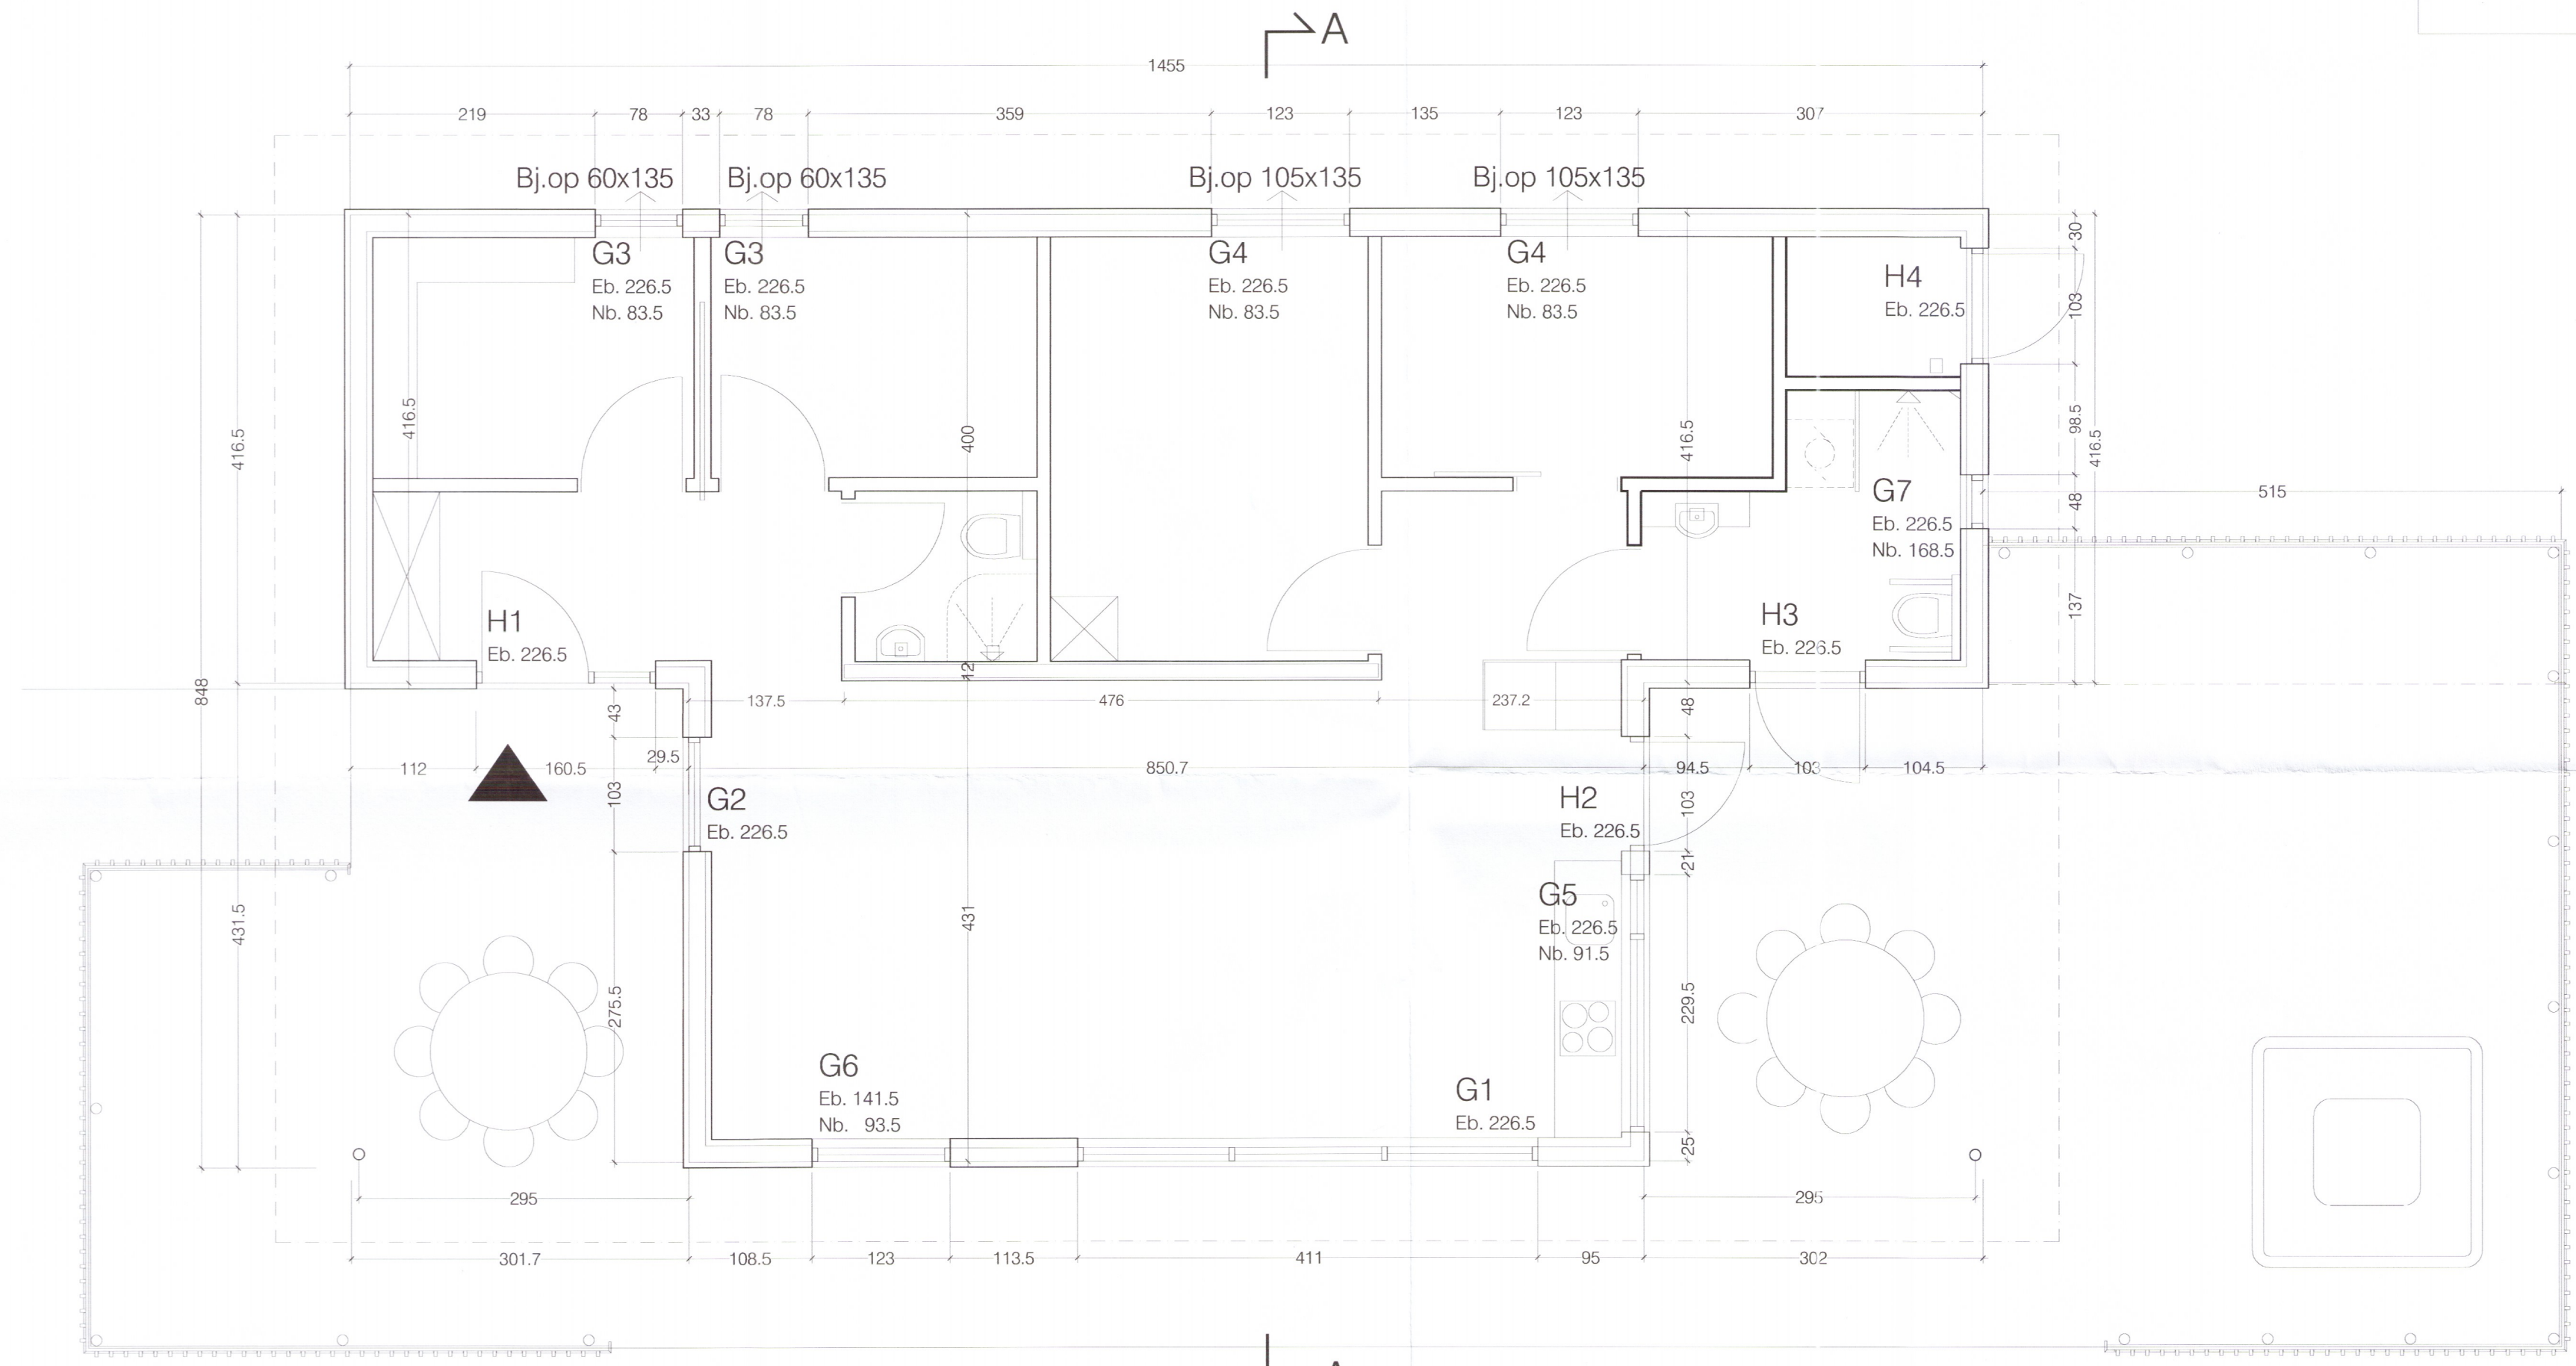 A
1455
219 78 33 78 359 123 135 123 307
Bj.op 60x135 Bj.op 60x135 Bj.op 105x135 Bj.op 105x135
G3
Eb. 226.5
Nb. 83.5
G3
Eb. 226.5
Nb. 83.5
G4
Eb. 226.5
Nb. 83.5
G4
Eb. 226.5
Nb. 83.5
H4
Eb. 226.5
30
103
98.5
416.5
48
137
416.5
416.5
400
416.5
515
G7
Eb. 226.5
Nb. 168.5
H1
Eb. 226.5
H3
Eb. 226.5
12
848
43
137.5 476 237.2
48
29.5
112 160.5 850.7 94.5 103 104.5
103
G2
Eb. 226.5
H2
Eb. 226.5
103
21
431.5
431
G5
Eb. 226.5
Nb. 91.5
275.5
229.5
G6
Eb. 141.5
Nb. 93.5
G1
Eb. 226.5
25
295 295
301.7 108.5 123 113.5 411 95 302